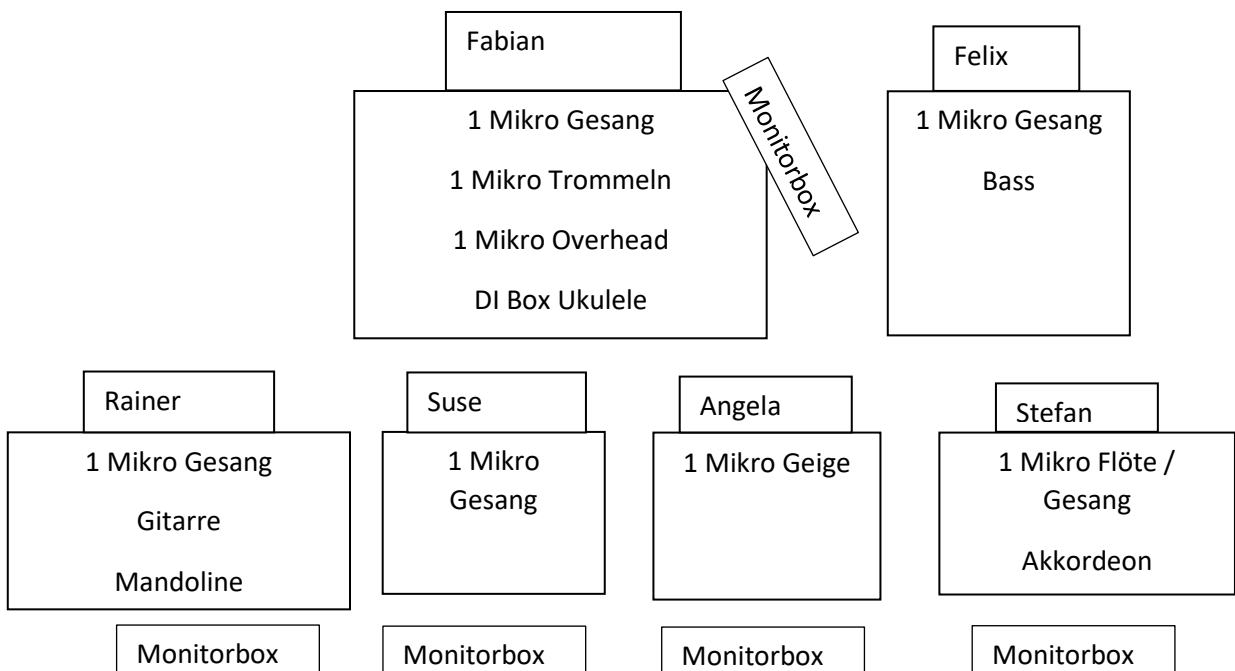 Fabian
1 Mikro Gesang
1 Mikro Trommeln
1 Mikro Overhead
DI Box Ukulele
Monitorbox
Felix
1 Mikro Gesang
Bass
Rainer
1 Mikro Gesang
Gitarre
Mandoline
Monitorbox
Suse
1 Mikro
Gesang
Monitorbox
Angela
1 Mikro Geige
Monitorbox
Stefan
1 Mikro Flöte /
Gesang
Akkordeon
Monitorbox